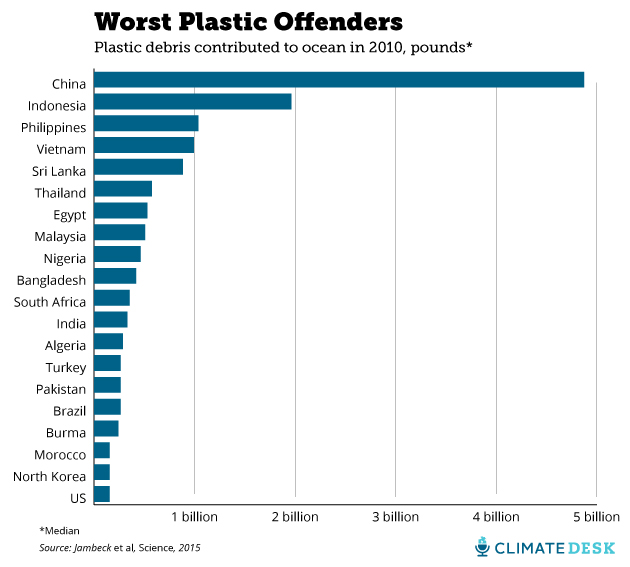 Worst Plastic Offenders
Plastic debris contributed to ocean in 2010, pounds*
China
Indonesia
Philippines
Vietnam
Sri Lanka
Thailand
Egypt
Malaysia
Nigeria
Bangladesh
South Africa
India
Algeria
Turkey
Pakistan
Brazil
Burma
Morocco
North Korea
US
1 billion 2 billion 3 billion 4 billion 5 billion
*Median
Source: Jambeck et al, Science, 2015
CLIMATE DESK